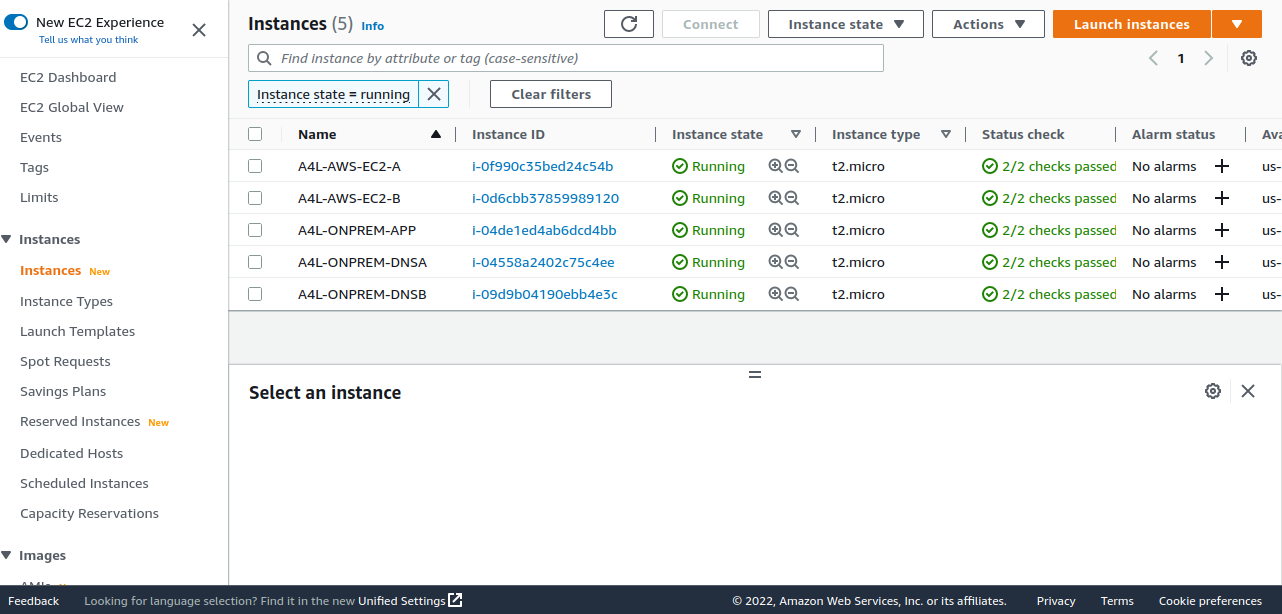 New EC2 Experience
Tell us what you think
EC2 Dashboard
EC2 Global View
Events
Tags
Limits
Instances
Instances New
Instance Types
Launch Templates
Spot Requests
Savings Plans
Reserved Instances New
Dedicated Hosts
Scheduled Instances
Capacity Reservations
Images
Instances (5) Info
Connect
Instance state
Actions
Launch instances
Find instance by attribute or tag (case-sensitive)
1
Instance state = running
Clear filters
Name Instance ID Instance state Instance type Status check Alarm status Ava
A4L-AWS-EC2-A i-0f990c35bed24c54b Running t2.micro 2/2 checks passed No alarms us-
A4L-AWS-EC2-B i-0d6cbb37859989120 Running t2.micro 2/2 checks passed No alarms us-
A4L-ONPREM-APP i-04de1ed4ab6dcd4bb Running t2.micro 2/2 checks passed No alarms us-
A4L-ONPREM-DNSA i-04558a2402c75c4ee Running t2.micro 2/2 checks passed No alarms us-
A4L-ONPREM-DNSB i-09d9b04190ebb4e3c Running t2.micro 2/2 checks passed No alarms us-
Select an instance
Feedback Looking for language selection? Find it in the new Unified Settings © 2022, Amazon Web Services, Inc. or its affiliates. Privacy Terms Cookie preferences